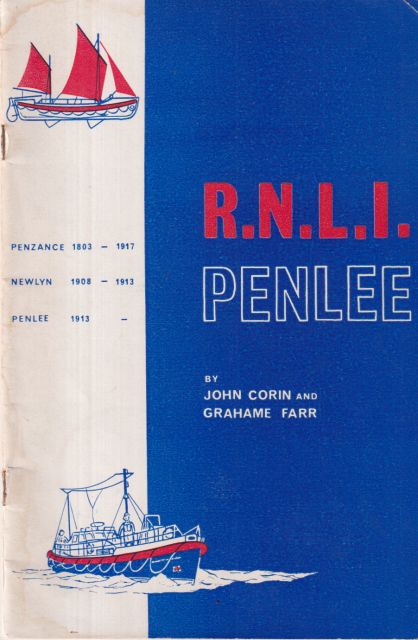 R.N.L.I.
PENLEE
PENZANCE 1803 – 1917
NEWLYN 1908 – 1913
PENLEE 1913 –
BY
JOHN CORIN AND
GRAHAME FARR